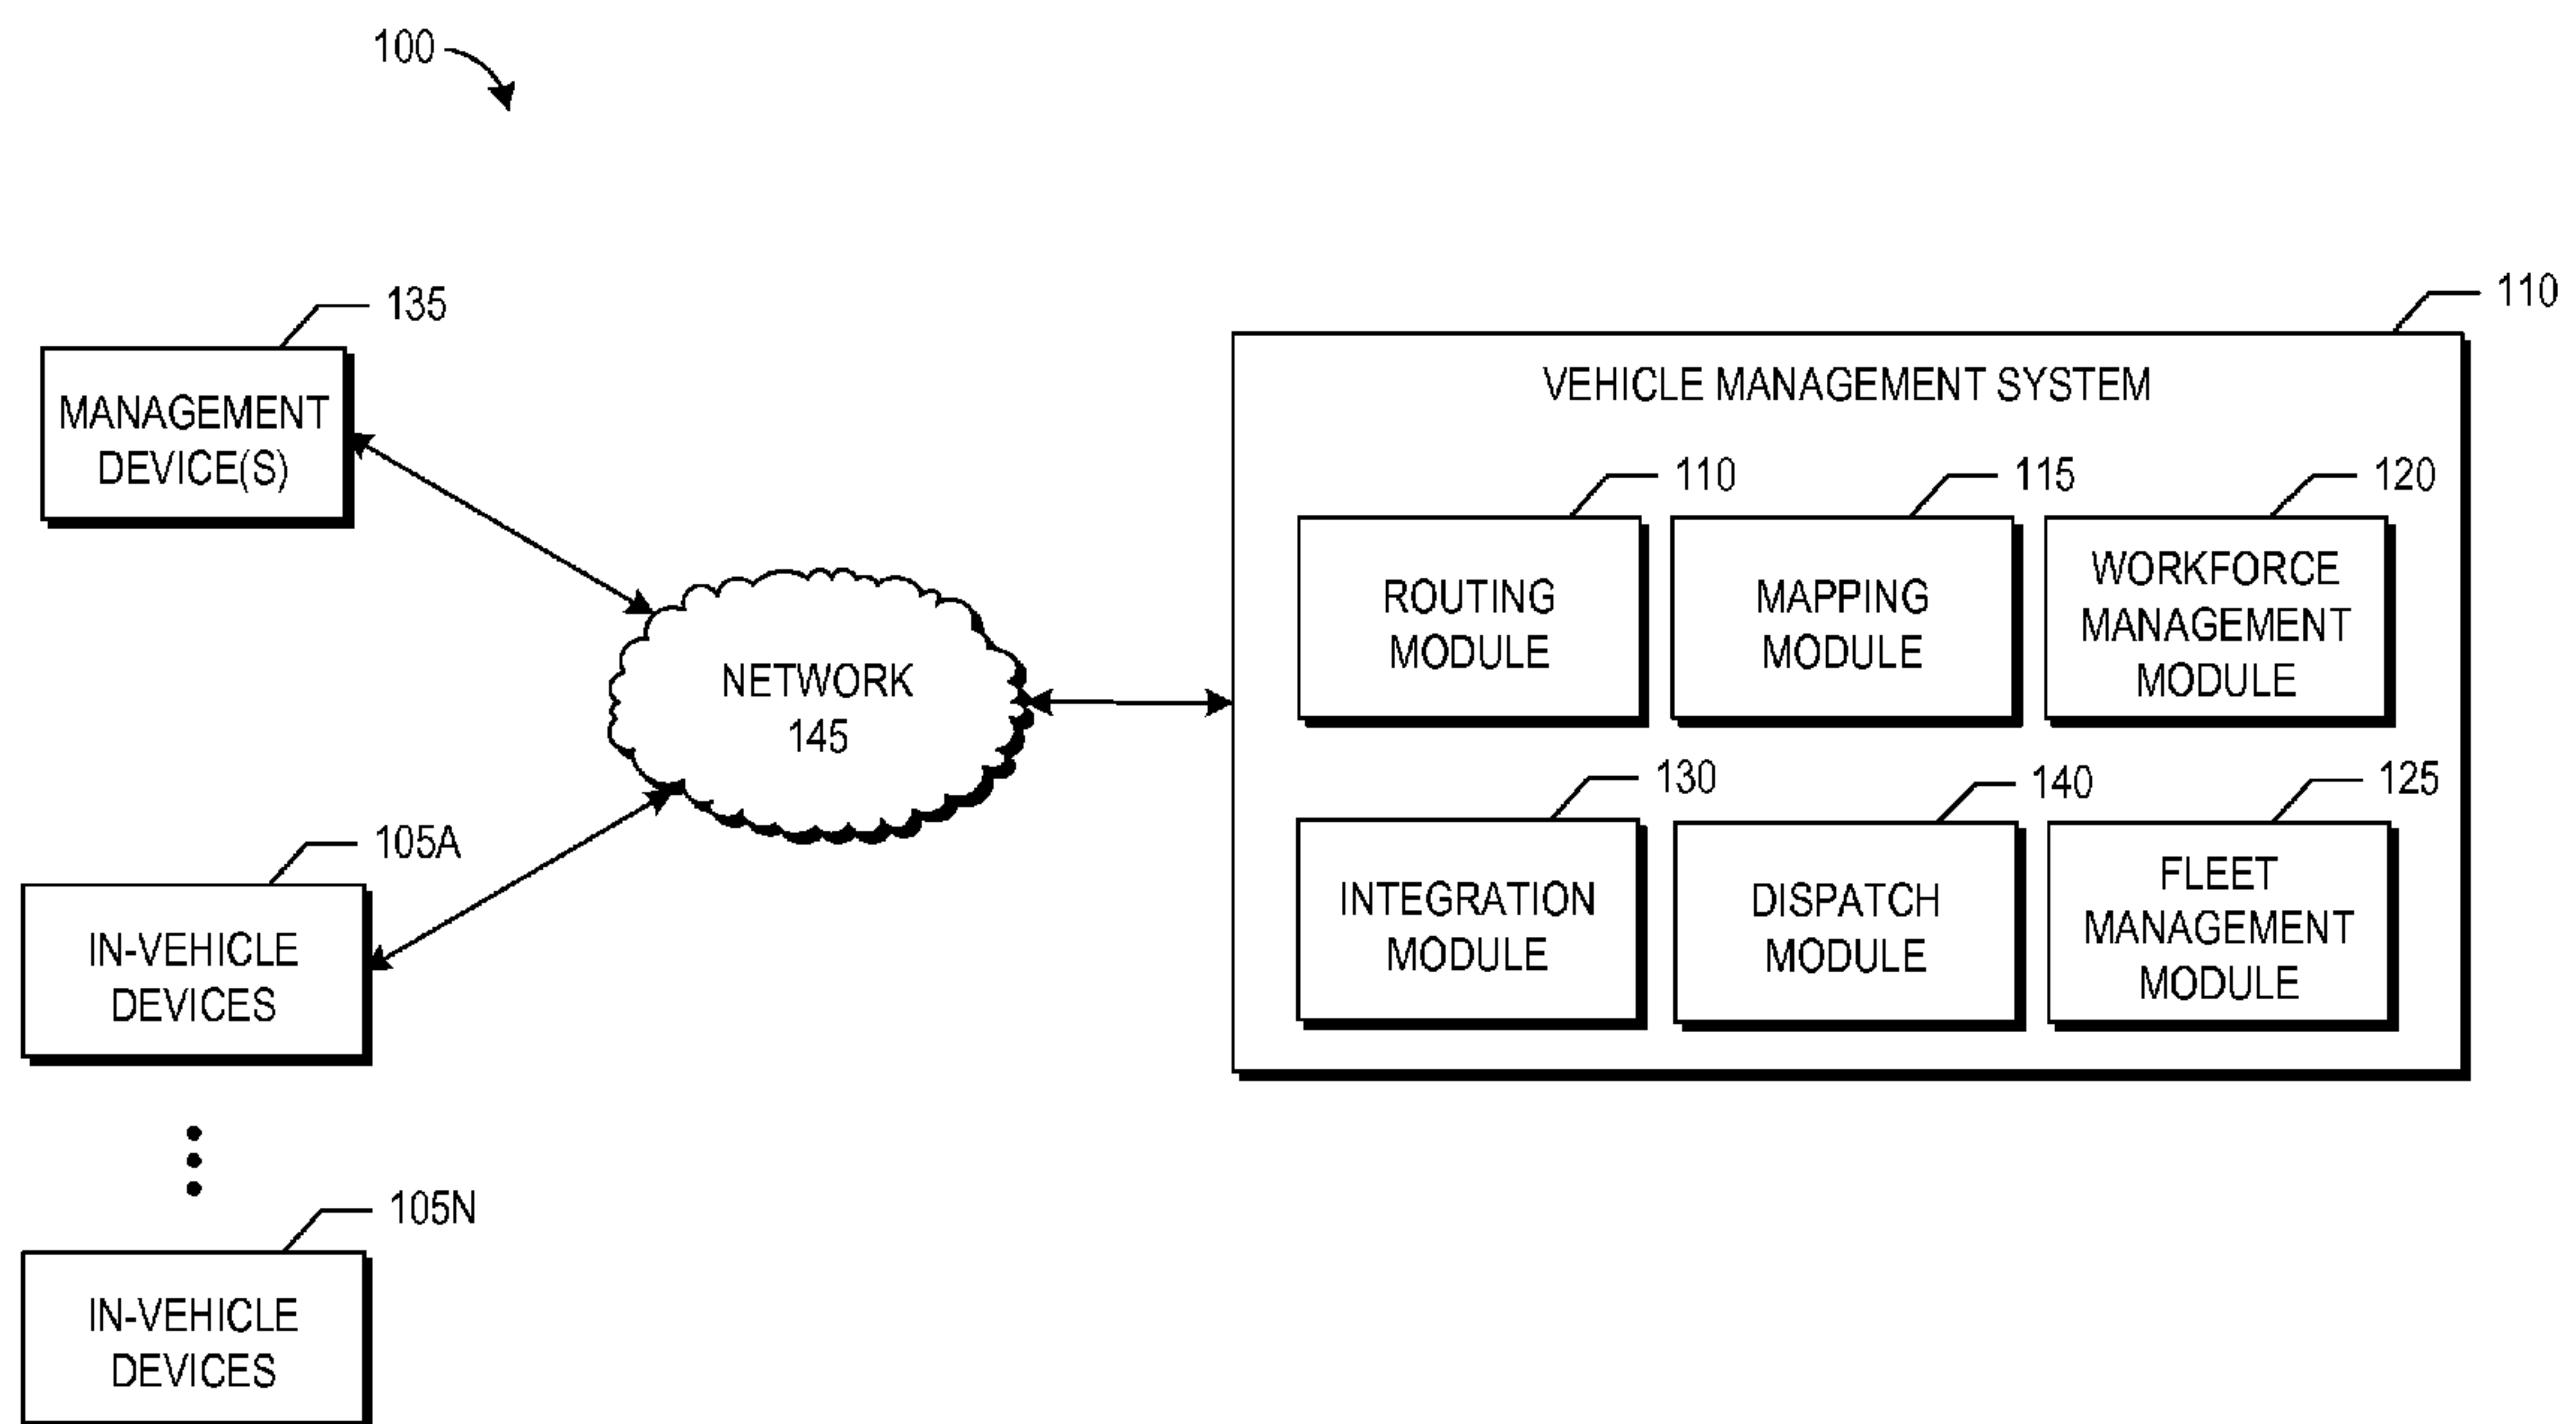 100
135
MANAGEMENT
DEVICE(S)
105A
IN-VEHICLE
DEVICES
105N
IN-VEHICLE
DEVICES
NETWORK
145
110
VEHICLE MANAGEMENT SYSTEM
110
ROUTING
MODULE
115
MAPPING
MODULE
120
WORKFORCE
MANAGEMENT
MODULE
130
INTEGRATION
MODULE
140
DISPATCH
MODULE
125
FLEET
MANAGEMENT
MODULE